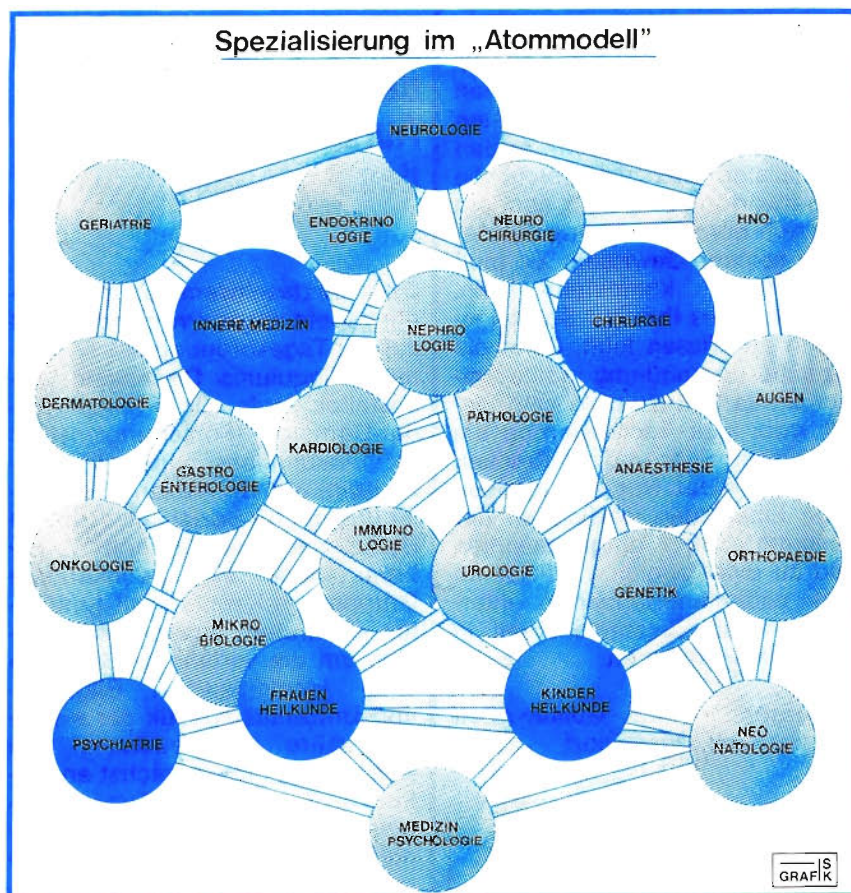 Spezialisierung im „Atommodell”
NEUROLOGIE
GERIATRIE
ENDOKRINO
LOGIE
NEURO
CHIRURGIE
HNO.
INNERE MEDIZIN
NEPHRO
LOGIE
CHIRURGIE
DERMATOLOGIE
KARDIOLOGIE
PATHOLOGIE
AUGEN
GASTRO
ENTEROLOGIE
ANAESTHESIE
ONKOLOGIE
IMMUNO
LOGIE
UROLOGIE
GENETIK
ORTHOPAEDIE
MIKRO
BIOLOGIE
FRAUEN
HEILKUNDE
KINDER
HEILKUNDE
PSYCHIATRIE
NEO
NATOLOGIE
MEDIZIN
PSYCHOLOGIE
GRAFIK
S